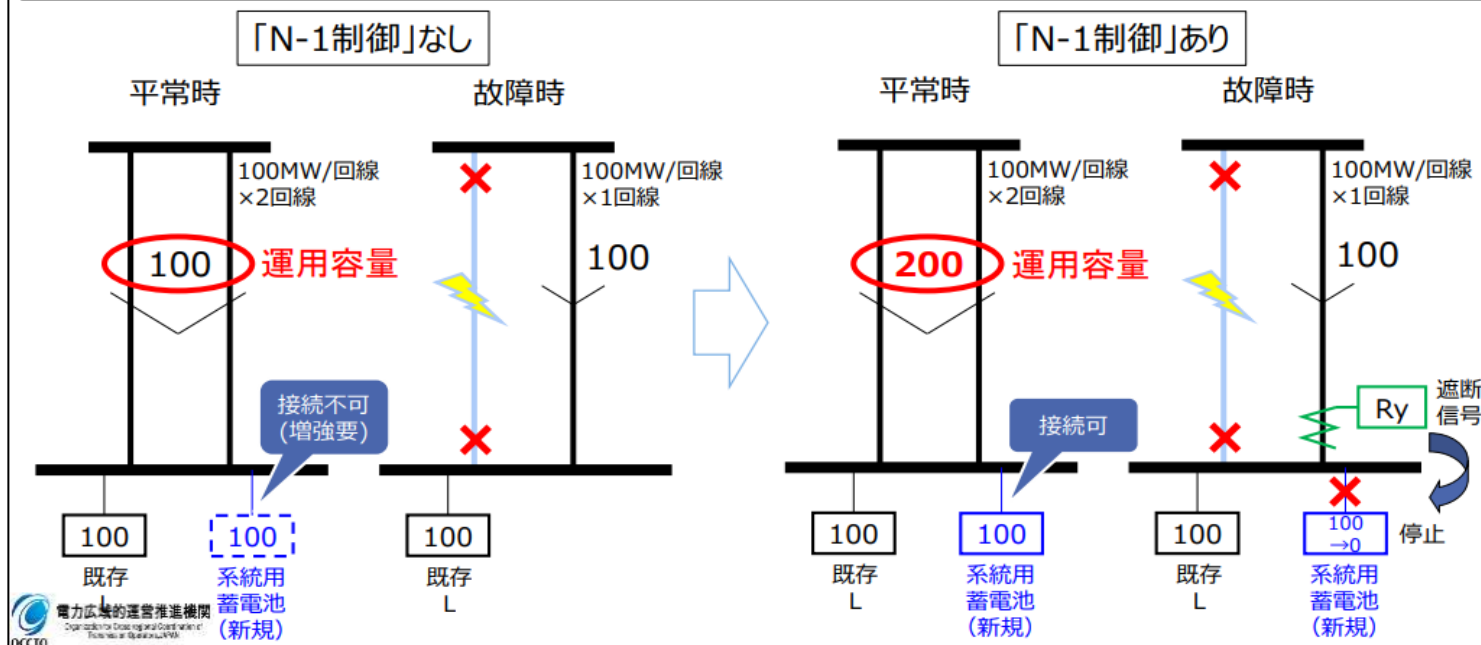 「N-1制御」なし
平常時
故障時
100MW/回線
×2回線
100
運用容量
100MW/回線
×1回線
100
接続不可
(増強要)
100
既存
L
100
系統用
蓄電池
(新規)
100
既存
L
「N-1制御」あり
平常時
故障時
100MW/回線
×2回線
200
運用容量
100MW/回線
×1回線
100
接続可
Ry
遮断
信号
100
既存
L
100
系統用
蓄電池
(新規)
100
既存
L
100
→0
停止
系統用
蓄電池
(新規)
電力広域的運営推進機関
OCCTO